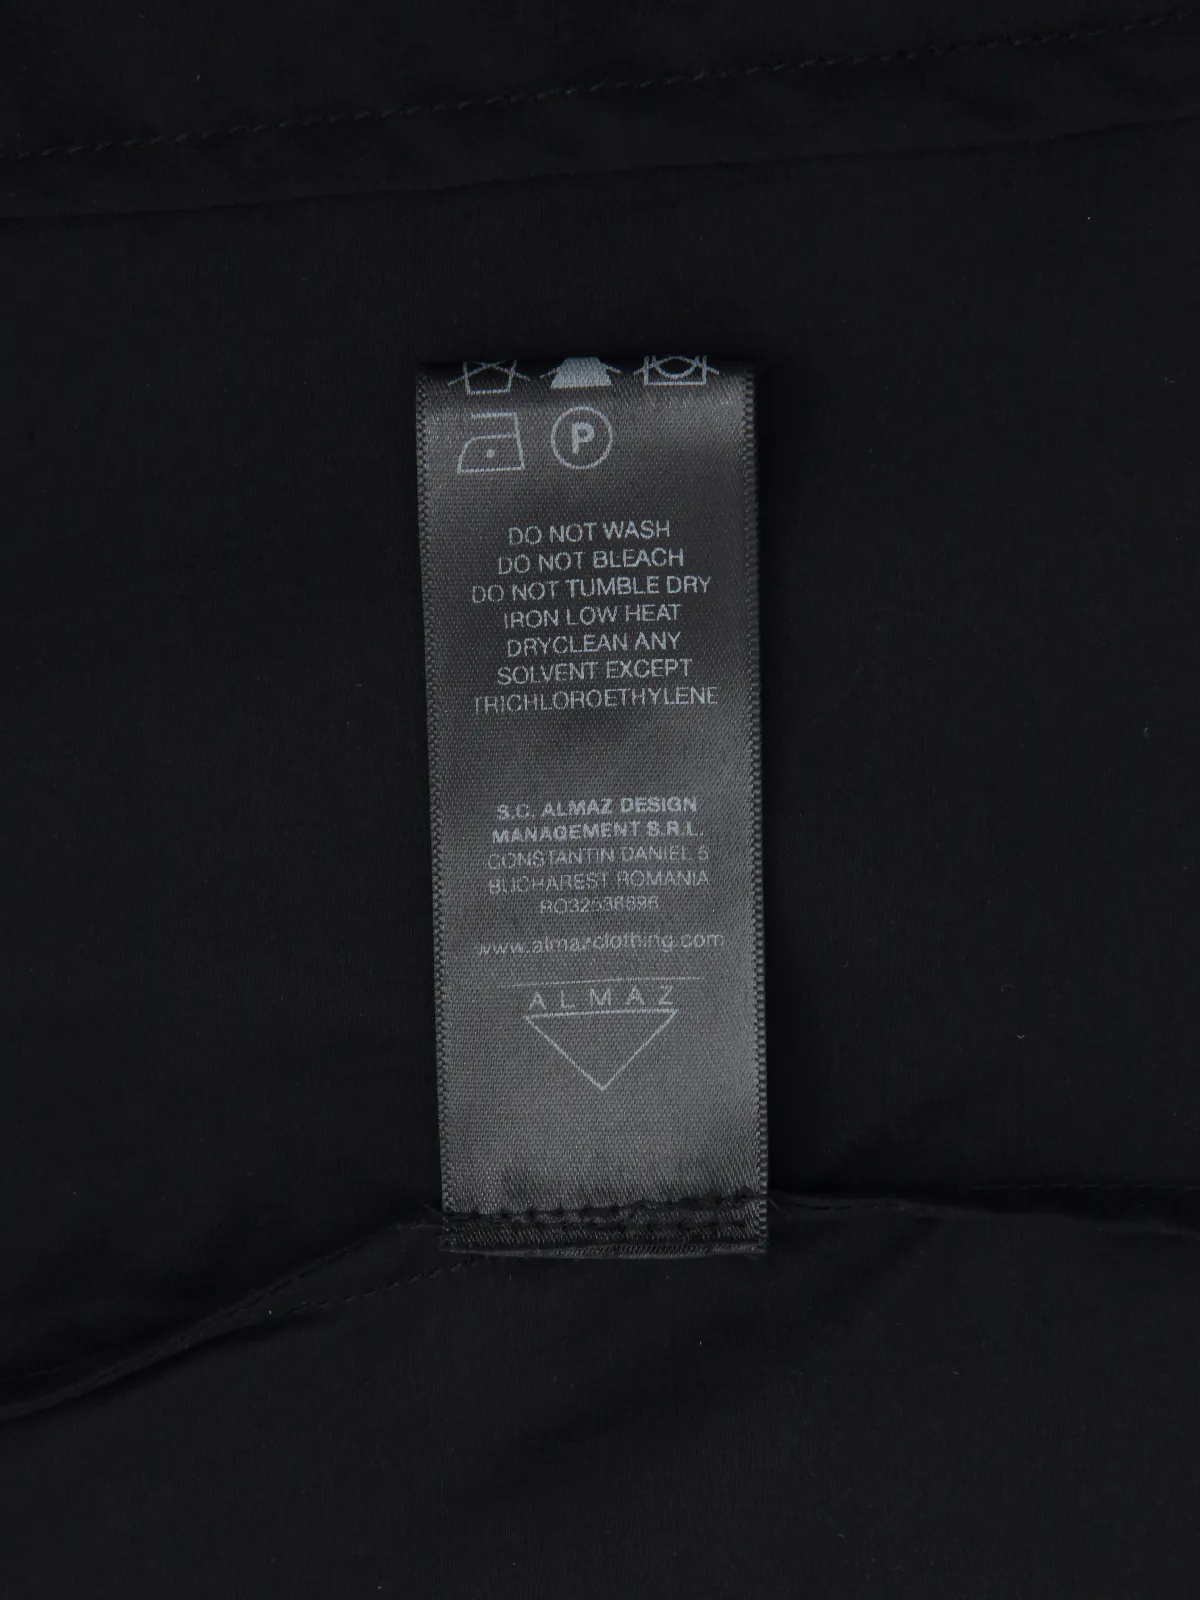 P
DO NOT WASH
DO NOT BLEACH
DO NOT TUMBLE DRY
IRON LOW HEAT
DRYCLEAN ANY
SOLVENT EXCEPT
TRICHLOROETHYLENE
S.C. ALMAZ DESIGN
MANAGEMENT S.R.L.
CONSTANTIN DANIEL 5
BUCHAREST ROMANIA
www.almazclothing.com
ALMAZ